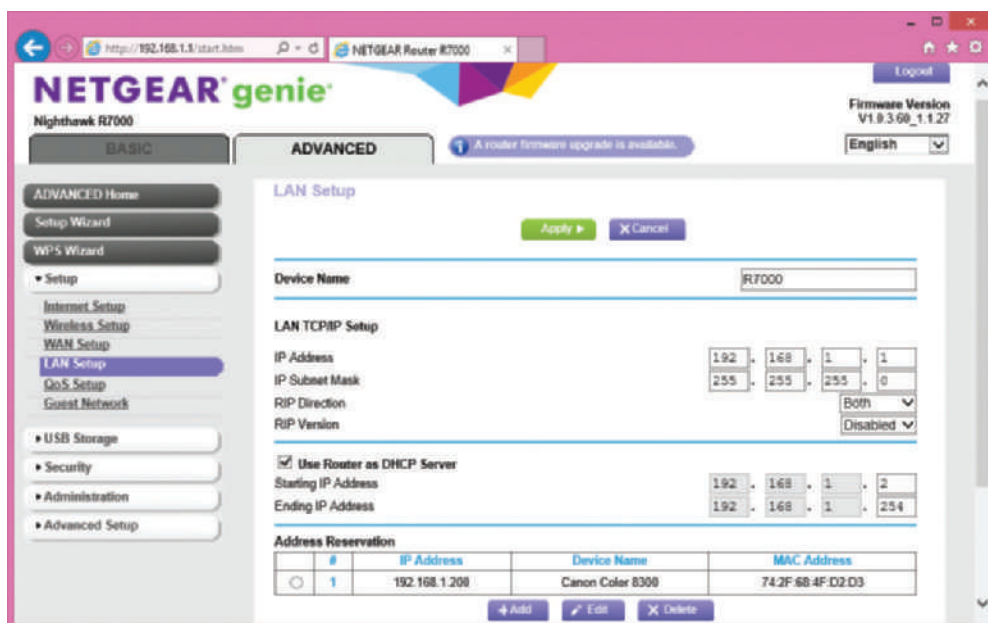 http://192.168.1.1/start.htm
NETGEAR Router R7000
NETGEAR genie
Logout
Nighthawk R7000
Firmware Version
V1.0.3.60_1.1.27
BASIC
ADVANCED
A router firmware upgrade is available.
English
ADVANCED Home
Setup Wizard
WPS Wizard
Setup
Internet Setup
Wireless Setup
WAN Setup
LAN Setup
QoS Setup
Guest Network
USB Storage
Security
Administration
Advanced Setup
LAN Setup
Apply
X Cancel
Device Name R7000
LAN TCP/IP Setup
IP Address 192 . 168 . 1 . 1
IP Subnet Mask 255 . 255 . 255 . 0
RIP Direction Both
RIP Version Disabled
Use Router as DHCP Server
Starting IP Address 192 . 168 . 1 . 2
Ending IP Address 192 . 168 . 1 . 254
Address Reservation
# IP Address Device Name MAC Address
1 192.168.1.200 Canon Color 8300 74:2F:68:4F:D2:D3
+ Add
Edit
X Delete